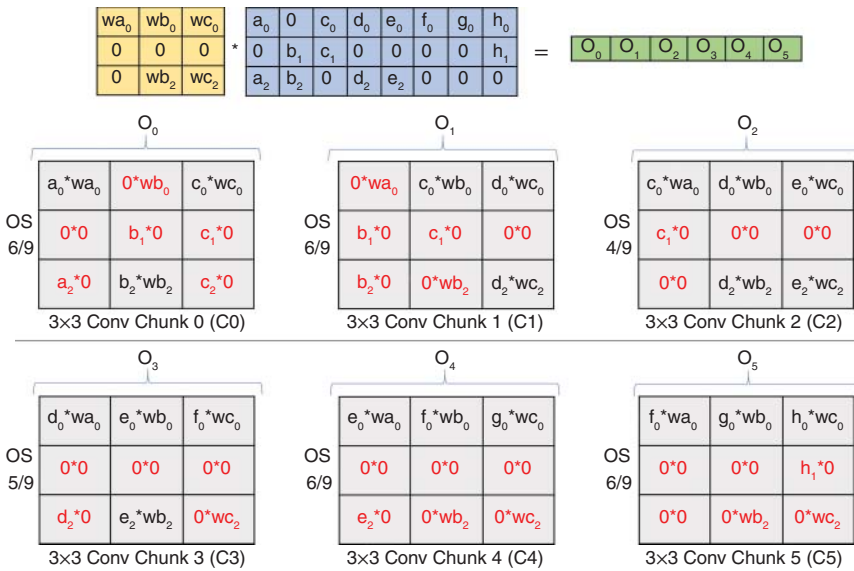 wa₀ wb₀ wc₀ a₀ 0 c₀ d₀ e₀ f₀ g₀ h₀
0 0 0 * 0 b₁ c₁ 0 0 0 0 h₁ = O₀ O₁ O₂ O₃ O₄ O₅
0 wb₂ wc₂ a₂ b₂ 0 d₂ e₂ 0 0 0
O₀ O₁ O₂
a₀*wa₀ 0*wb₀ c₀*wc₀ 0*wa₀ c₀*wb₀ d₀*wc₀ c₀*wa₀ d₀*wb₀ e₀*wc₀
OS 6/9 0*0 b₁*0 c₁*0 OS 6/9 b₁*0 c₁*0 0*0 OS 4/9 c₁*0 0*0 0*0
a₂*0 b₂*wb₂ c₂*0 b₂*0 0*wb₂ d₂*wc₂ 0*0 d₂*wb₂ e₂*wc₂
3×3 Conv Chunk 0 (C0) 3×3 Conv Chunk 1 (C1) 3×3 Conv Chunk 2 (C2)
O₃ O₄ O₅
d₀*wa₀ e₀*wb₀ f₀*wc₀ e₀*wa₀ f₀*wb₀ g₀*wc₀ f₀*wa₀ g₀*wb₀ h₀*wc₀
OS 5/9 0*0 0*0 0*0 OS 6/9 0*0 0*0 0*0 OS 6/9 0*0 0*0 h₁*0
d₂*0 e₂*wb₂ 0*wc₂ e₂*0 0*wb₂ 0*wc₂ 0*0 0*wb₂ 0*wc₂
3×3 Conv Chunk 3 (C3) 3×3 Conv Chunk 4 (C4) 3×3 Conv Chunk 5 (C5)